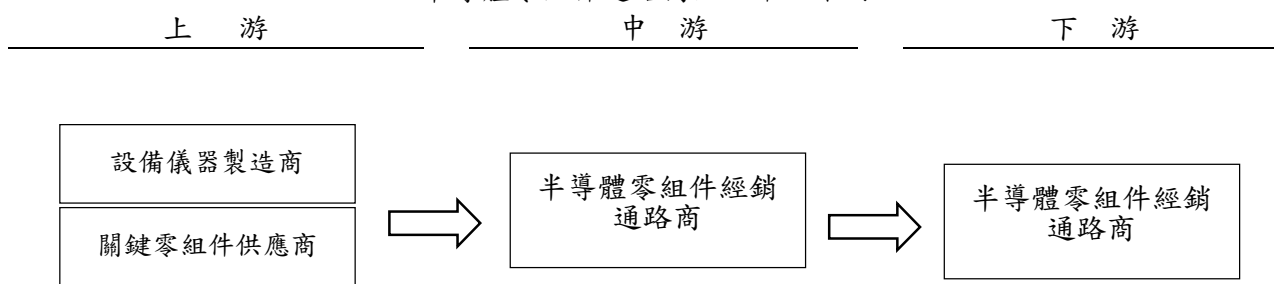 上 游
中 游
下 游
設備儀器製造商
關鍵零組件供應商
半導體零組件經銷
通路商
半導體零組件經銷
通路商